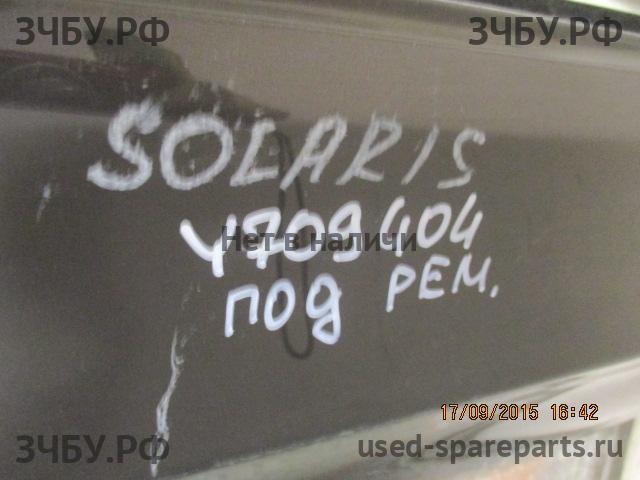 ЗЧБУ.РФ ЗЧБУ.РФ
SOLARIS
Ч709404
Нет в наличи
под РЕМ.
17/09/2015 16:42
ЗЧБУ.РФ used-spareparts.ru